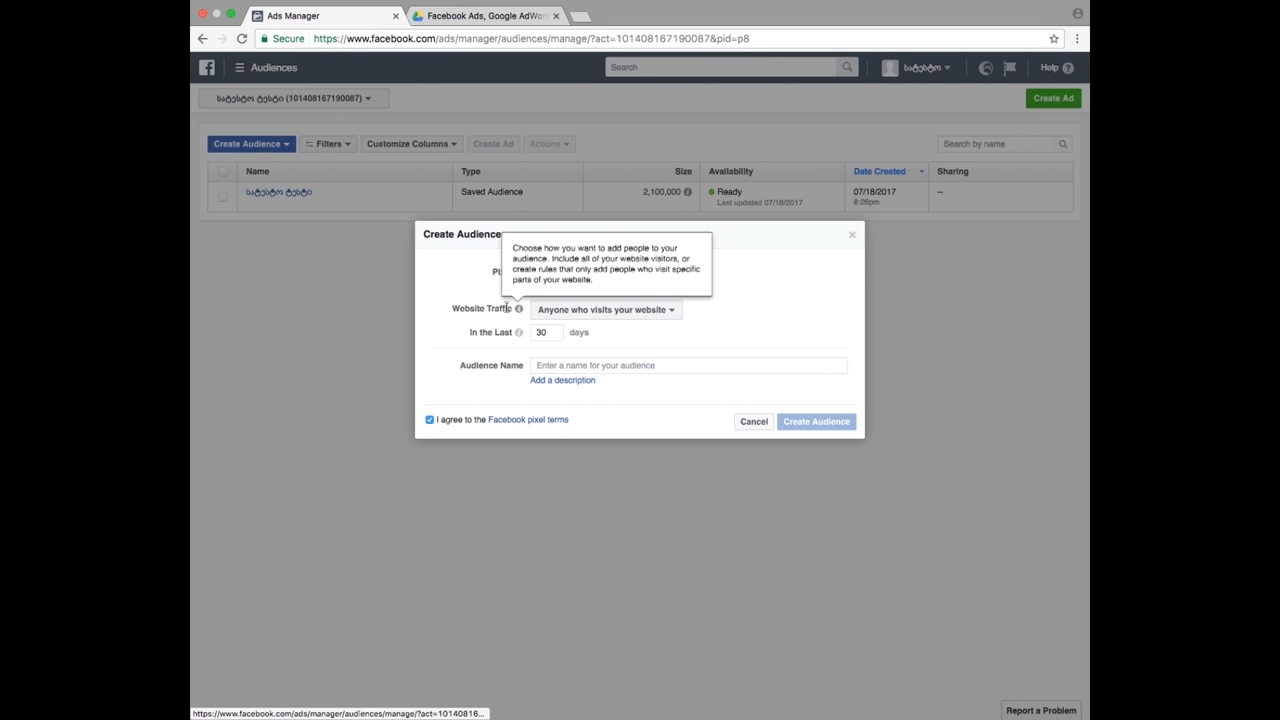 Ads Manager
Facebook Ads, Google AdWor
Secure https://www.facebook.com/ads/manager/audiences/manage/?act=101408167190087&pid=p8
Audiences
Search
სატესტო
Help
სატესტო ტესტი (101408167190087)
Create Ad
Create Audience
Filters
Customize Columns
Create Ad
Actions
Search by name
Name
Type
Size
Availability
Date Created
Sharing
სატესტო ტესტი
Saved Audience
2,100,000
Ready
07/18/2017
--
Last updated 07/18/2017
8:26pm
Create Audience
Choose how you want to add people to your
audience. Include all of your website visitors, or
create rules that only add people who visit specific
parts of your website.
Website Traffic
Anyone who visits your website
In the Last
30
days
Audience Name
Enter a name for your audience
Add a description
I agree to the Facebook pixel terms
Cancel
Create Audience
https://www.facebook.com/ads/manager/audiences/manage/?act=10140816...
Report a Problem